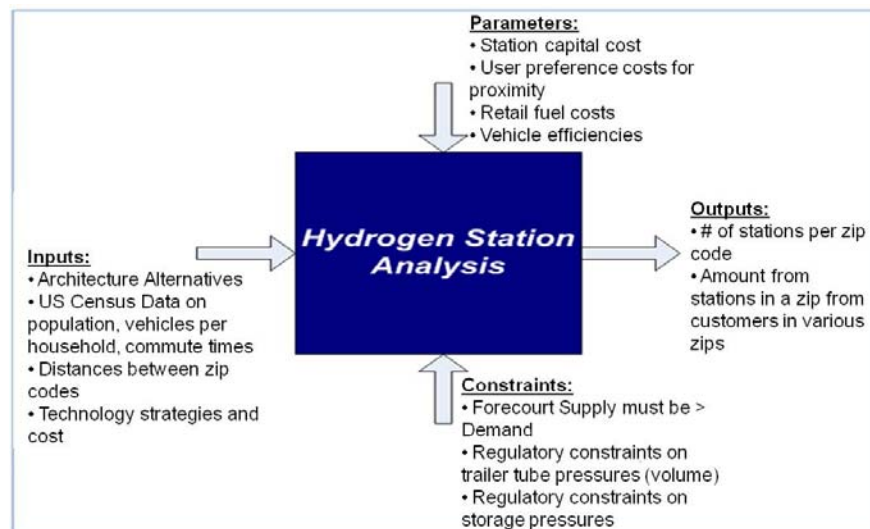 Parameters:
• Station capital cost
• User preference costs for
proximity
• Retail fuel costs
• Vehicle efficiencies
Hydrogen Station
Analysis
Inputs:
• Architecture Alternatives
• US Census Data on
population, vehicles per
household, commute times
• Distances between zip
codes
• Technology strategies and
cost
Outputs:
• # of stations per zip
code
• Amount from
stations in a zip from
customers in various
zips
Constraints:
• Forecourt Supply must be >
Demand
• Regulatory constraints on
trailer tube pressures (volume)
• Regulatory constraints on
storage pressures